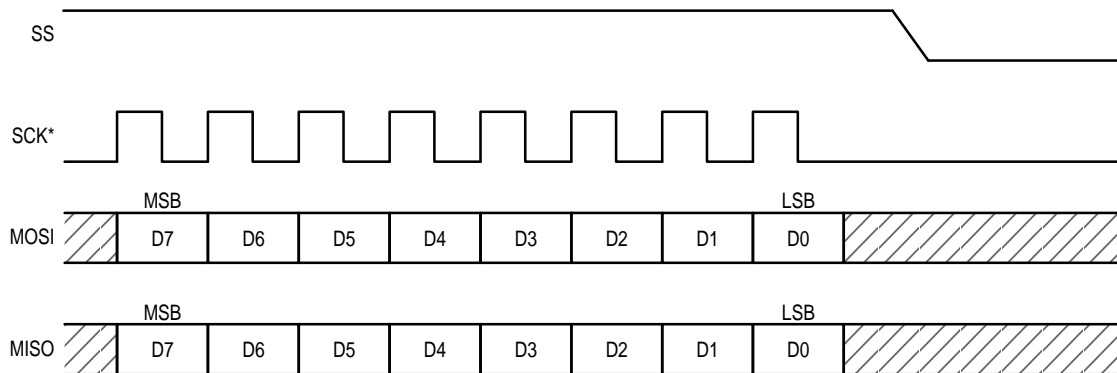 SS
SCK*
MSB LSB
MOSI D7 D6 D5 D4 D3 D2 D1 D0
MSB LSB
MISO D7 D6 D5 D4 D3 D2 D1 D0